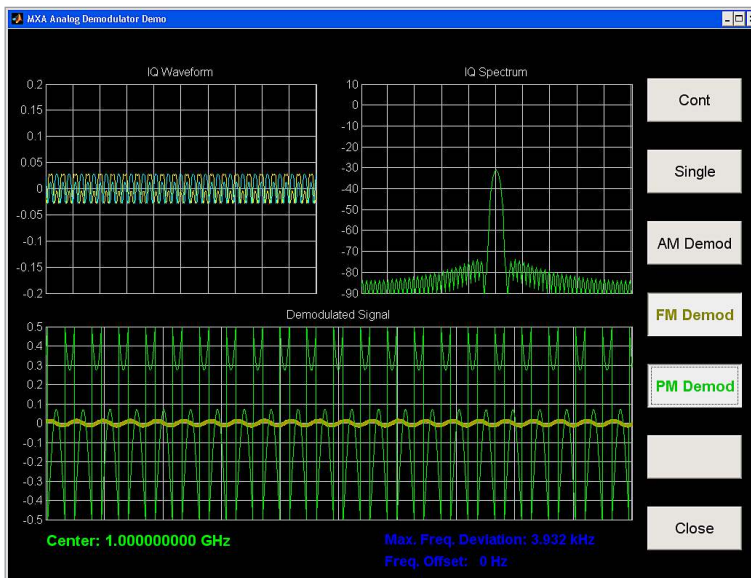 MXA Analog Demodulator Demo
IQ Waveform
0.2
0.15
0.1
0.05
0
-0.05
-0.1
-0.15
-0.2
IQ Spectrum
10
0
-10
-20
-30
-40
-50
-60
-70
-80
-90
Cont
Single
AM Demod
FM Demod
PM Demod
Close
Demodulated Signal
0.5
0.4
0.3
0.2
0.1
0
-0.1
-0.2
-0.3
-0.4
-0.5
Center: 1.000000000 GHz
Max. Freq. Deviation: 3.932 kHz
Freq. Offset: 0 Hz